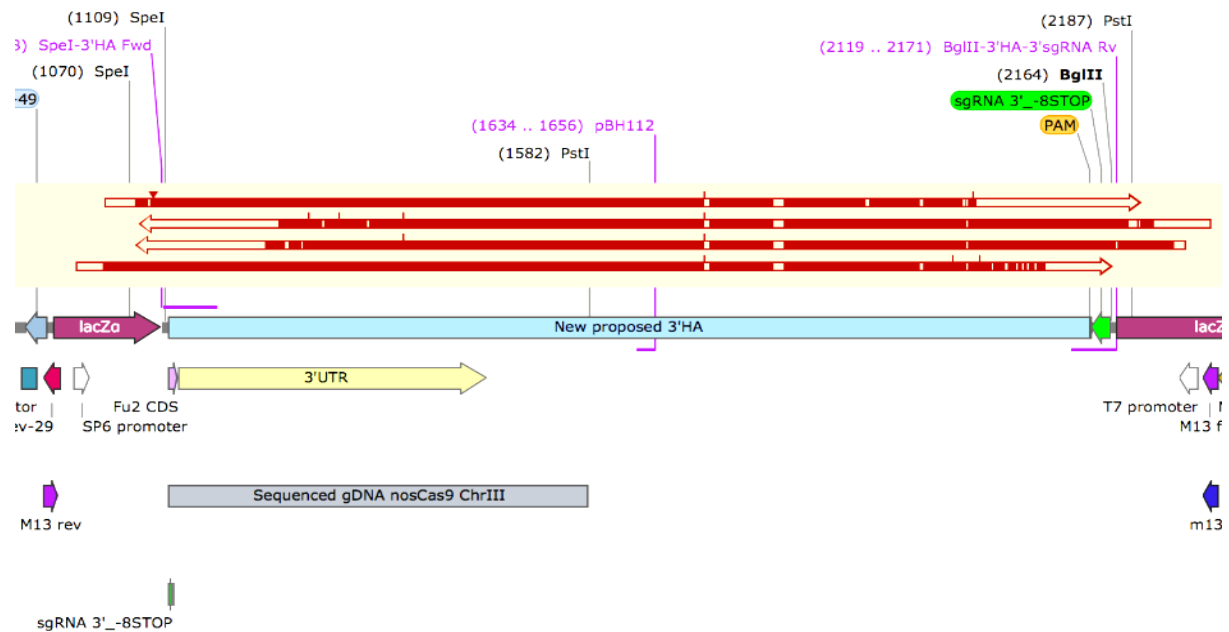 (1109) SpeI
(2187) PstI
3) SpeI-3'HA Fwd
(2119 .. 2171) BglII-3'HA-3'sgRNA Rv
(1070) SpeI
(2164) BglII
-49
sgRNA 3'_-8STOP
(1634 .. 1656) pBH112
PAM
(1582) PstI
lacZα
New proposed 3'HA
lacZ
3'UTR
tor
Fu2 CDS
T7 promoter
ev-29
SP6 promoter
M13 f
Sequenced gDNA nosCas9 ChrIII
M13 rev
m13
sgRNA 3'_-8STOP